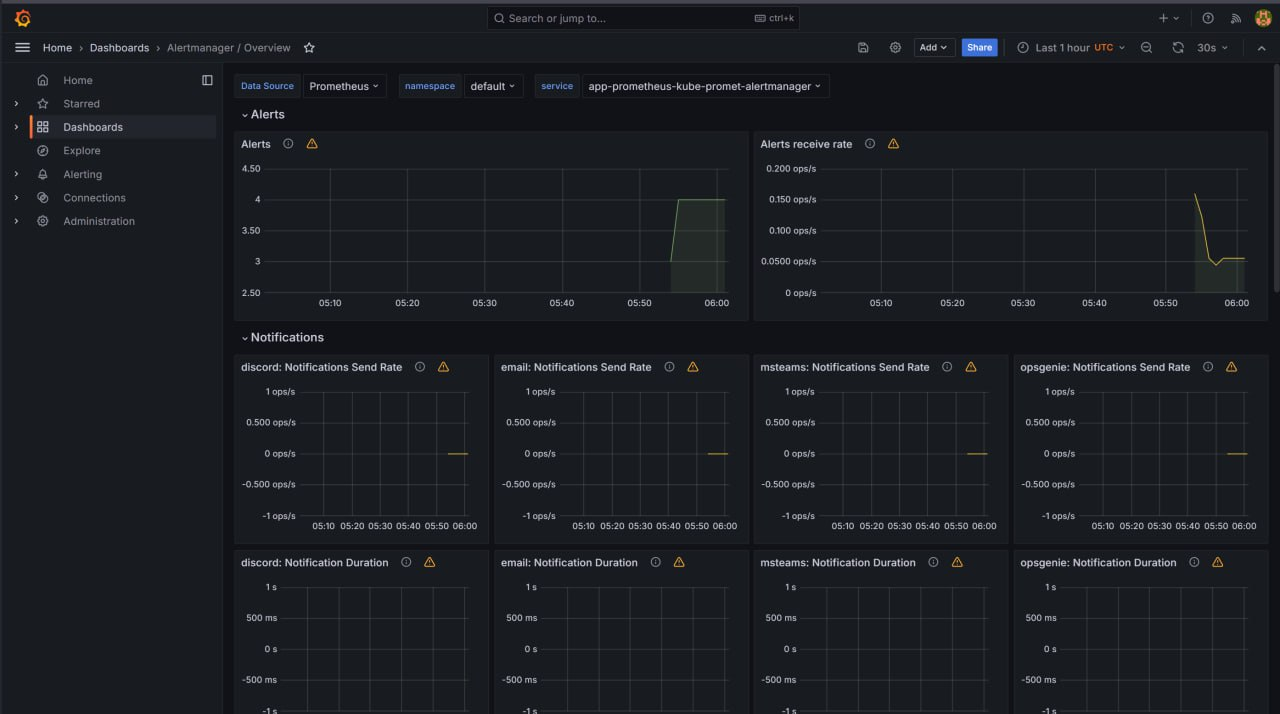 Search or jump to... ctrl+k
Home › Dashboards › Alertmanager / Overview Add Share Last 1 hour UTC 30s
Home
Starred
Dashboards
Explore
Alerting
Connections
Administration
Data Source Prometheus namespace default service app-prometheus-kube-promet-alertmanager
Alerts
Alerts
4.50
4
3.50
3
2.50
05:10 05:20 05:30 05:40 05:50 06:00
Alerts receive rate
0.200 ops/s
0.150 ops/s
0.100 ops/s
0.0500 ops/s
0 ops/s
05:10 05:20 05:30 05:40 05:50 06:00
Notifications
discord: Notifications Send Rate
1 ops/s
0.500 ops/s
0 ops/s
-0.500 ops/s
-1 ops/s
05:10 05:20 05:30 05:40 05:50 06:00
email: Notifications Send Rate
1 ops/s
0.500 ops/s
0 ops/s
-0.500 ops/s
-1 ops/s
05:10 05:20 05:30 05:40 05:50 06:00
msteams: Notifications Send Rate
1 ops/s
0.500 ops/s
0 ops/s
-0.500 ops/s
-1 ops/s
05:10 05:20 05:30 05:40 05:50 06:00
opsgenie: Notifications Send Rate
1 ops/s
0.500 ops/s
0 ops/s
-0.500 ops/s
-1 ops/s
05:10 05:20 05:30 05:40 05:50 06:00
discord: Notification Duration
1 s
500 ms
0 s
-500 ms
-1 s
email: Notification Duration
1 s
500 ms
0 s
-500 ms
-1 s
msteams: Notification Duration
1 s
500 ms
0 s
-500 ms
-1 s
opsgenie: Notification Duration
1 s
500 ms
0 s
-500 ms
-1 s